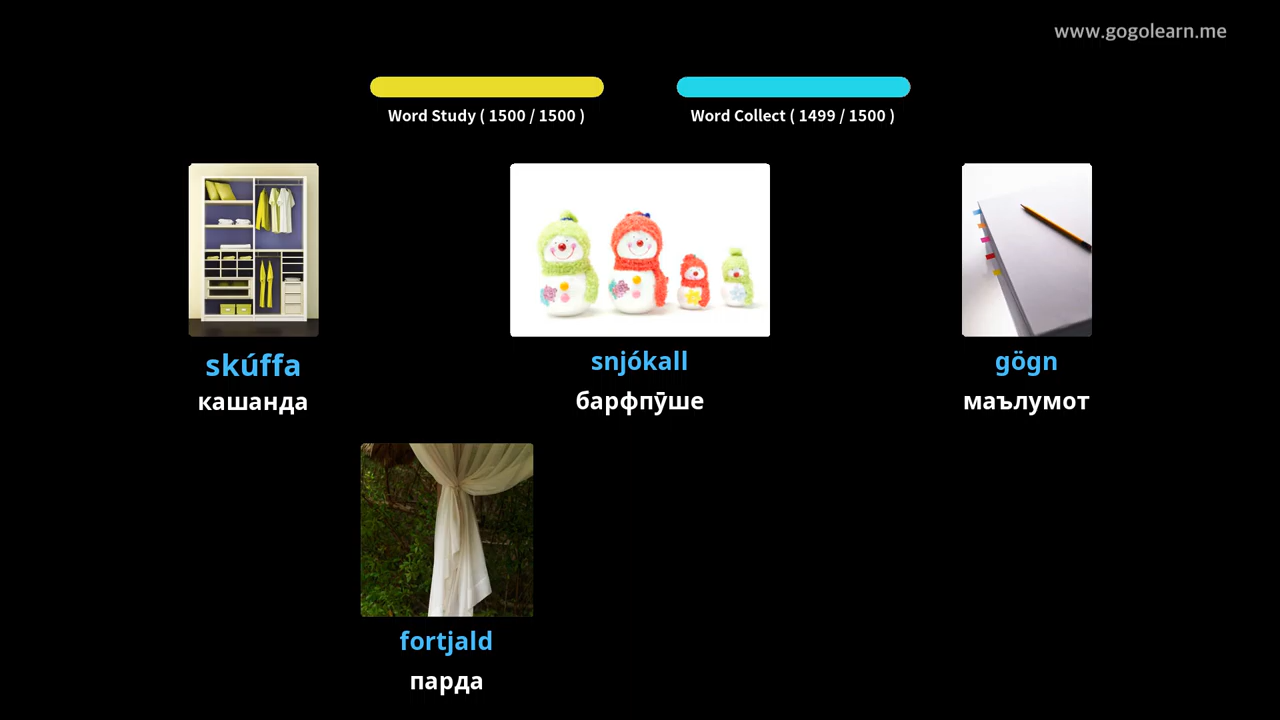 www.gogolearn.me
Word Study ( 1500 / 1500 )
Word Collect ( 1499 / 1500 )
skúffa
кашанда
snjókall
барфпӯше
gögn
маълумот
fortjald
парда